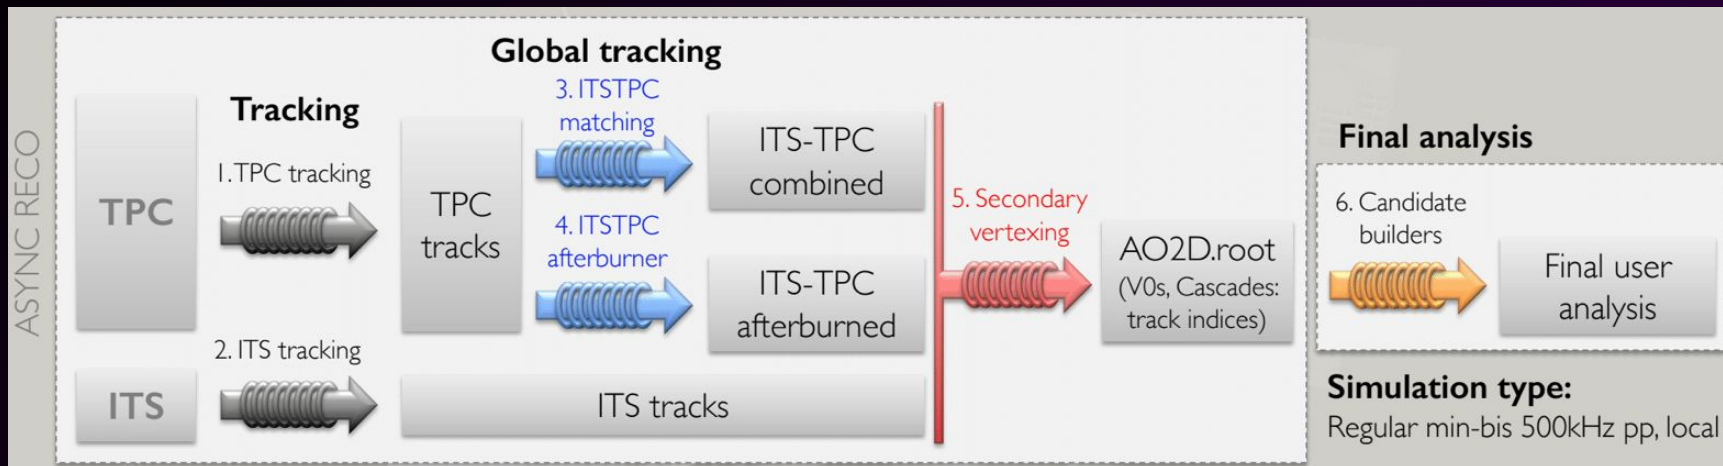 ASYNC RECO
Global tracking
Tracking
TPC
1. TPC tracking
TPC
tracks
3. ITSTPC
matching
ITS-TPC
combined
4. ITSTPC
afterburner
ITS-TPC
afterburned
2. ITS tracking
ITS
ITS tracks
5. Secondary
vertexing
AO2D.root
(V0s, Cascades:
track indices)
Final analysis
6. Candidate
builders
Final user
analysis
Simulation type:
Regular min-bis 500kHz pp, local